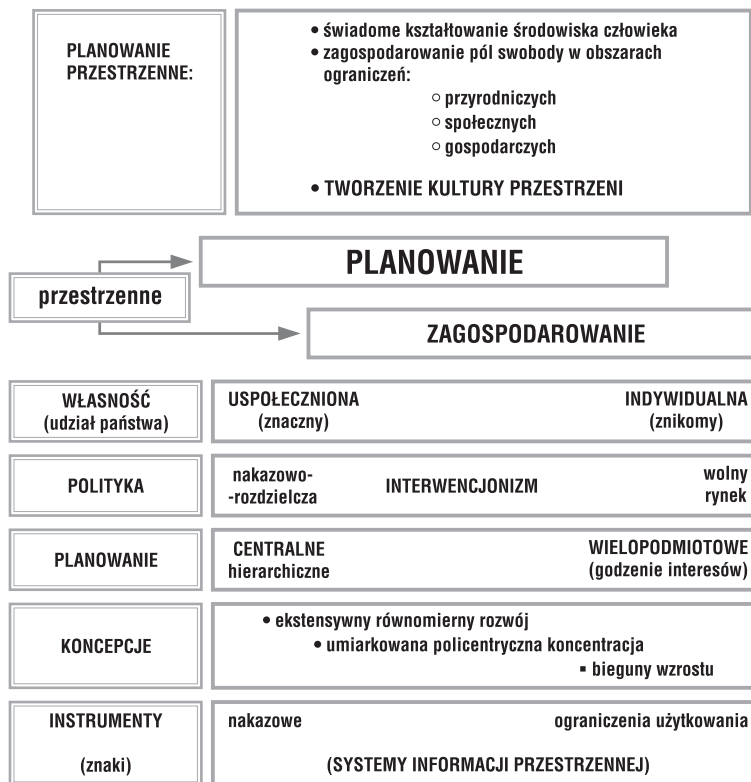 PLANOWANIE
PRZESTRZENNE:
• świadome kształtowanie środowiska człowieka
• zagospodarowanie pól swobody w obszarach
ograniczeń:
○ przyrodniczych
○ społecznych
○ gospodarczych
• TWORZENIE KULTURY PRZESTRZENI
przestrzenne
PLANOWANIE
ZAGOSPODAROWANIE
WŁASNOŚĆ
(udział państwa)
USPOŁECZNIONA
(znaczny)
INDYWIDUALNA
(znikomy)
POLITYKA
nakazowo-
-rozdzielcza
INTERWENCJONIZM
wolny
rynek
PLANOWANIE
CENTRALNE
hierarchiczne
WIELOPODMIOTOWE
(godzenie interesów)
KONCEPCJE
• ekstensywny równomierny rozwój
• umiarkowana policentryczna koncentracja
▪ bieguny wzrostu
INSTRUMENTY
(znaki)
nakazowe
ograniczenia użytkowania
(SYSTEMY INFORMACJI PRZESTRZENNEJ)